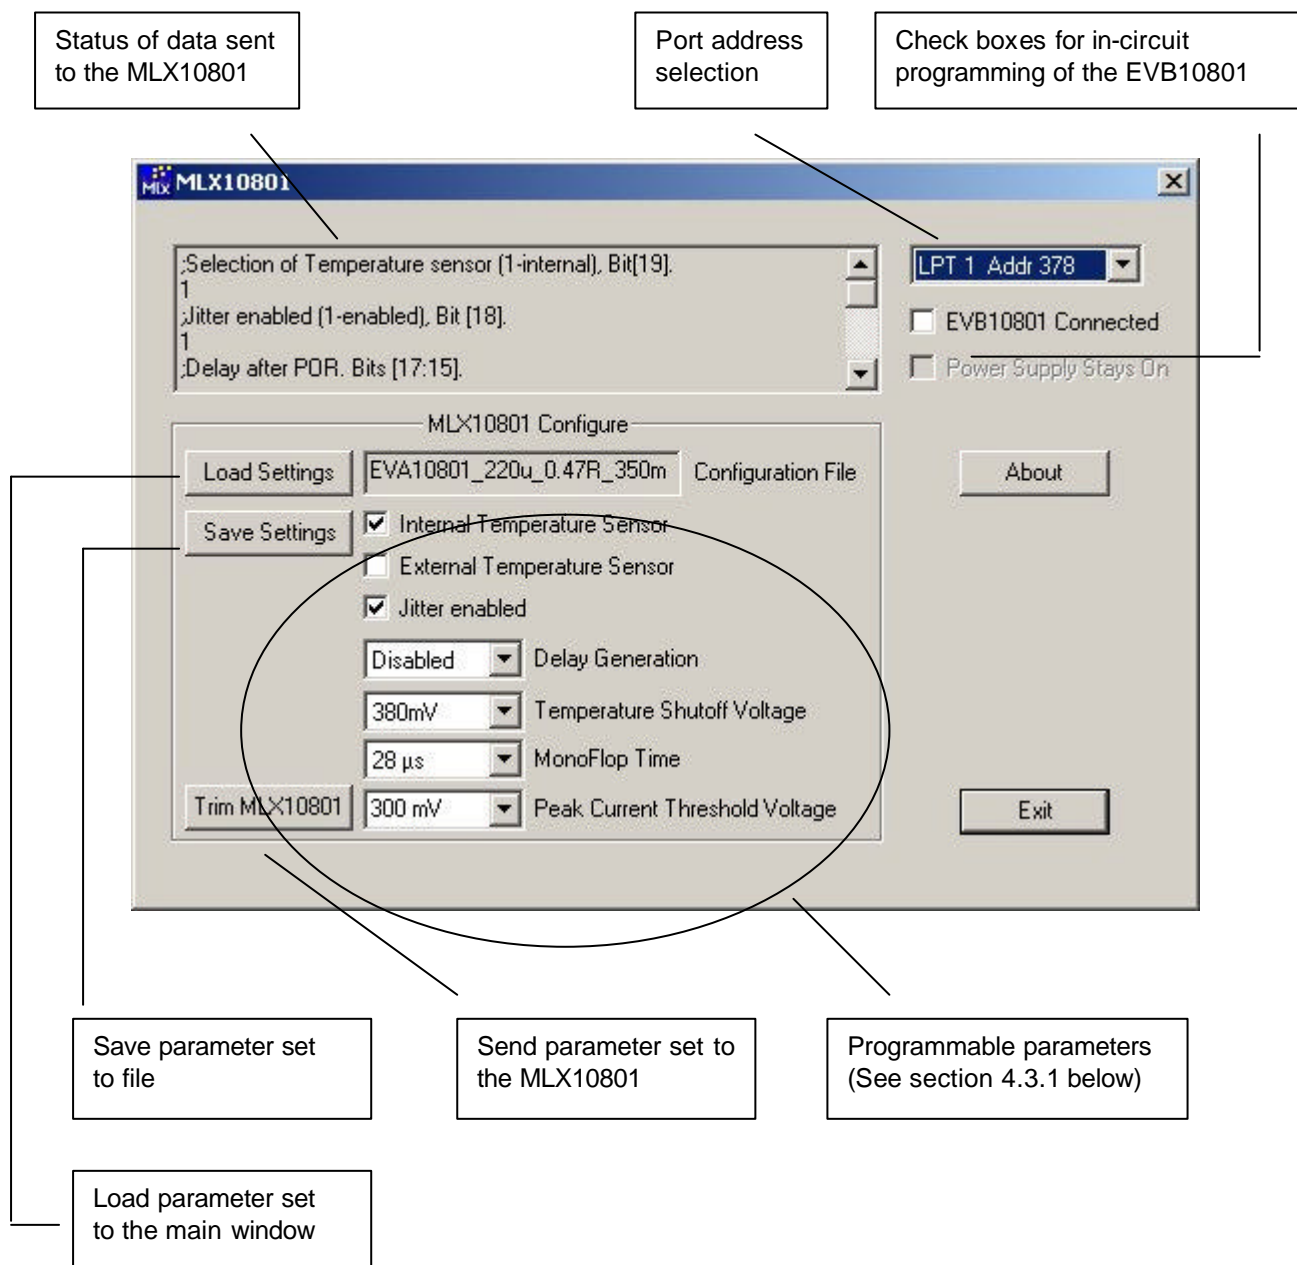 Status of data sent
to the MLX10801
Port address
selection
Check boxes for in-circuit
programming of the EVB10801
Mlx MLX10801
;Selection of Temperature sensor (1-internal), Bit[19].
1
;Jitter enabled (1-enabled), Bit [18].
1
;Delay after POR. Bits [17:15].
LPT 1 Addr 378
EVB10801 Connected
Power Supply Stays On
MLX10801 Configure
Load Settings
EVA10801_220u_0.47R_350m
Configuration File
About
Save Settings
Internal Temperature Sensor
External Temperature Sensor
Jitter enabled
Disabled
Delay Generation
380mV
Temperature Shutoff Voltage
28 µs
MonoFlop Time
Trim MLX10801
300 mV
Peak Current Threshold Voltage
Exit
Save parameter set
to file
Send parameter set to
the MLX10801
Programmable parameters
(See section 4.3.1 below)
Load parameter set
to the main window